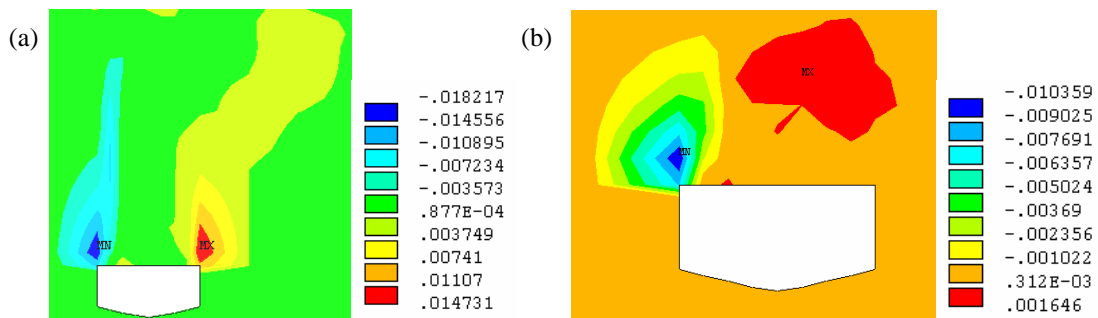 (a)
MN
MX
-.018217
-.014556
-.010895
-.007234
-.003573
.877E-04
.003749
.00741
.01107
.014731
(b)
MX
MN
-.010359
-.009025
-.007691
-.006357
-.005024
-.00369
-.002356
-.001022
.312E-03
.001646